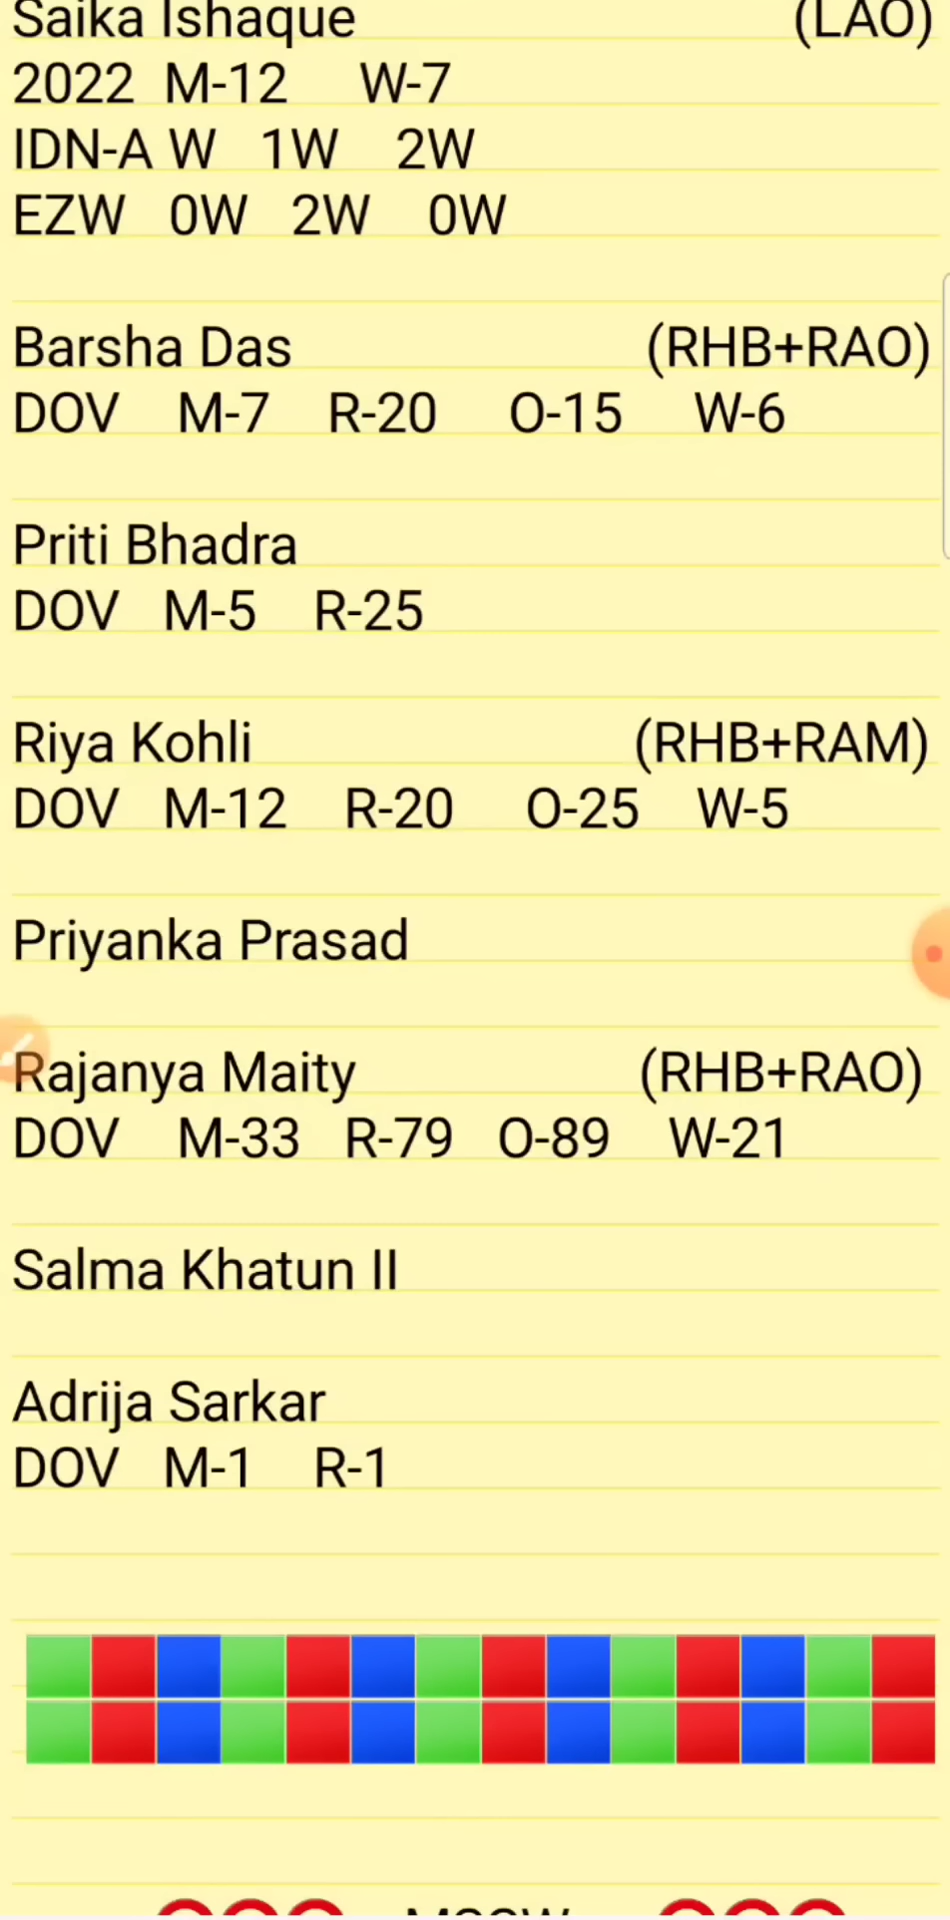 Saika Ishaque (LAO)
2022 M-12 W-7
IDN-A W 1W 2W
EZW 0W 2W 0W
Barsha Das (RHB+RAO)
DOV M-7 R-20 O-15 W-6
Priti Bhadra
DOV M-5 R-25
Riya Kohli (RHB+RAM)
DOV M-12 R-20 O-25 W-5
Priyanka Prasad
Rajanya Maity (RHB+RAO)
DOV M-33 R-79 O-89 W-21
Salma Khatun II
Adrija Sarkar
DOV M-1 R-1